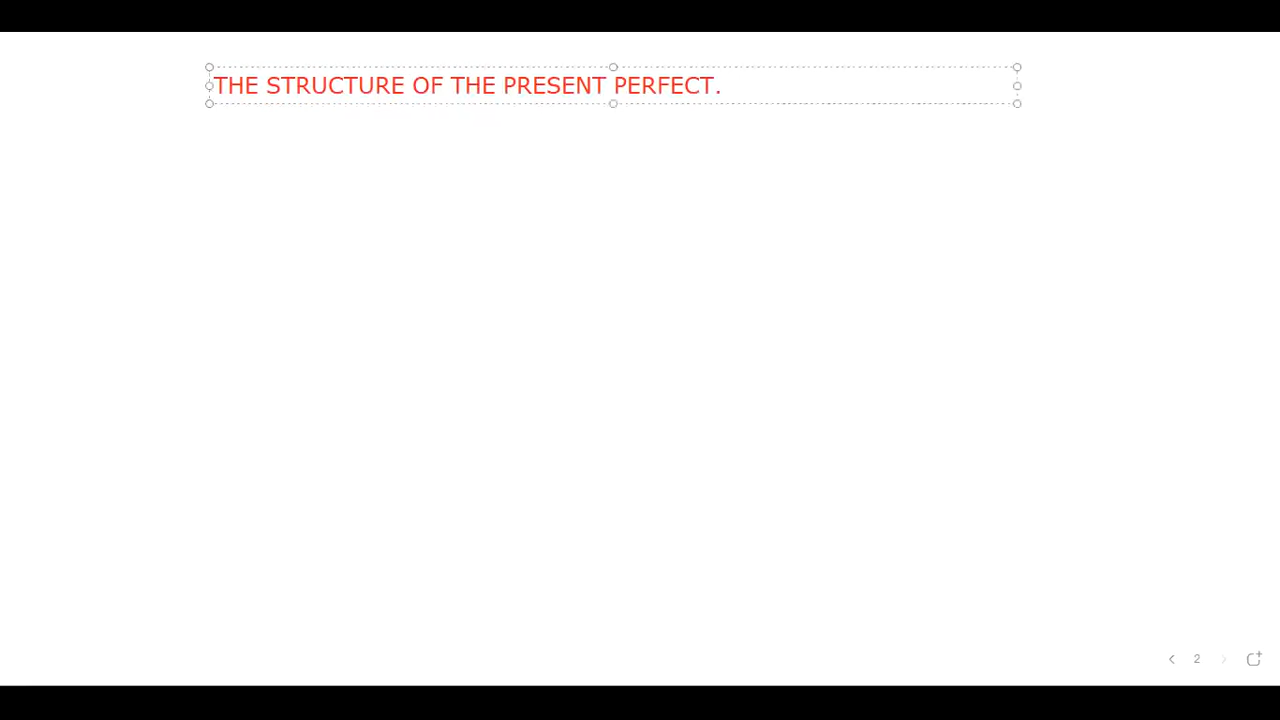 THE STRUCTURE OF THE PRESENT PERFECT.
2